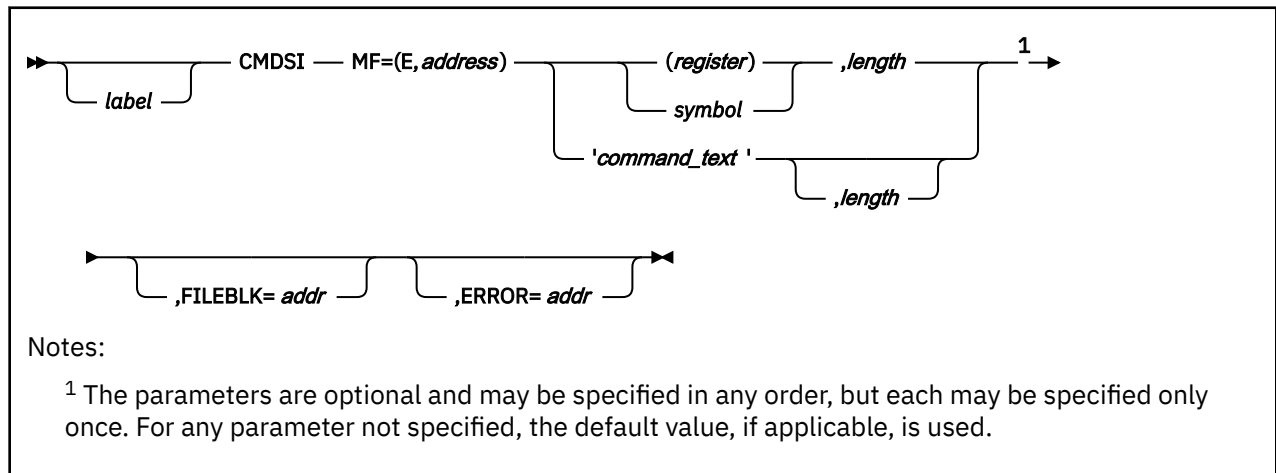 CMDSI MF=(E,address) (register) ,length 1
label symbol
'command_text ' ,length
,FILEBLK= addr ,ERROR= addr
Notes:
1 The parameters are optional and may be specified in any order, but each may be specified only
once. For any parameter not specified, the default value, if applicable, is used.